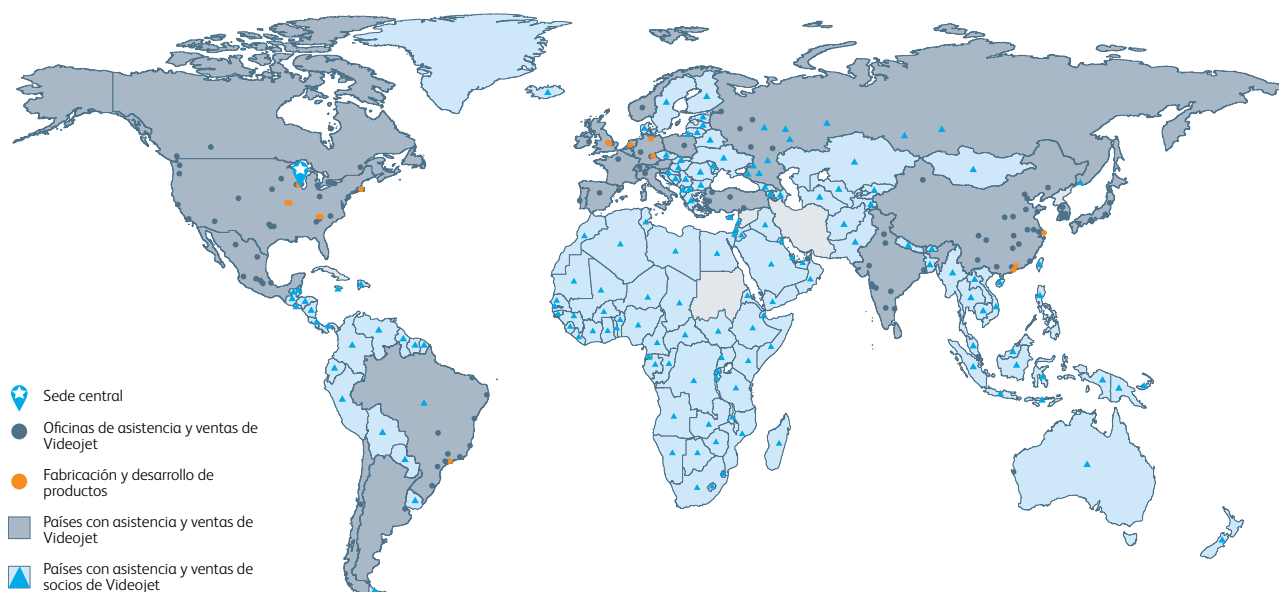 Sede central
Oficinas de asistencia y ventas de
Videojet
Fabricación y desarrollo de
productos
Países con asistencia y ventas de
Videojet
Países con asistencia y ventas de
socios de Videojet